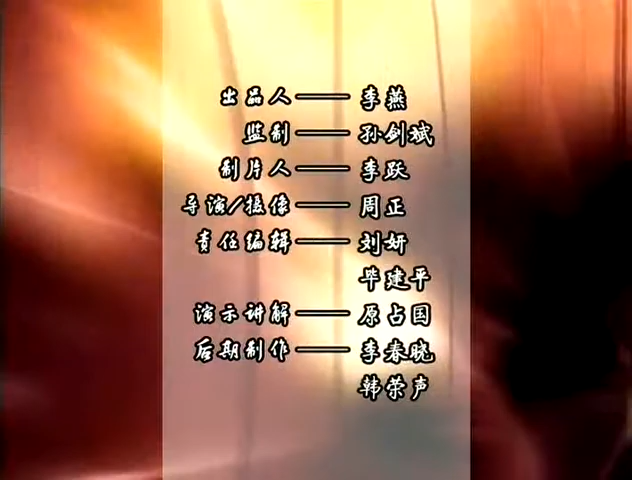 出品人——李燕
监制——孙剑斌
制片人——李跃
导演/摄像——周正
责任编辑——刘妍
毕建平
演示讲解——原占国
后期制作——李春晓
韩荣声